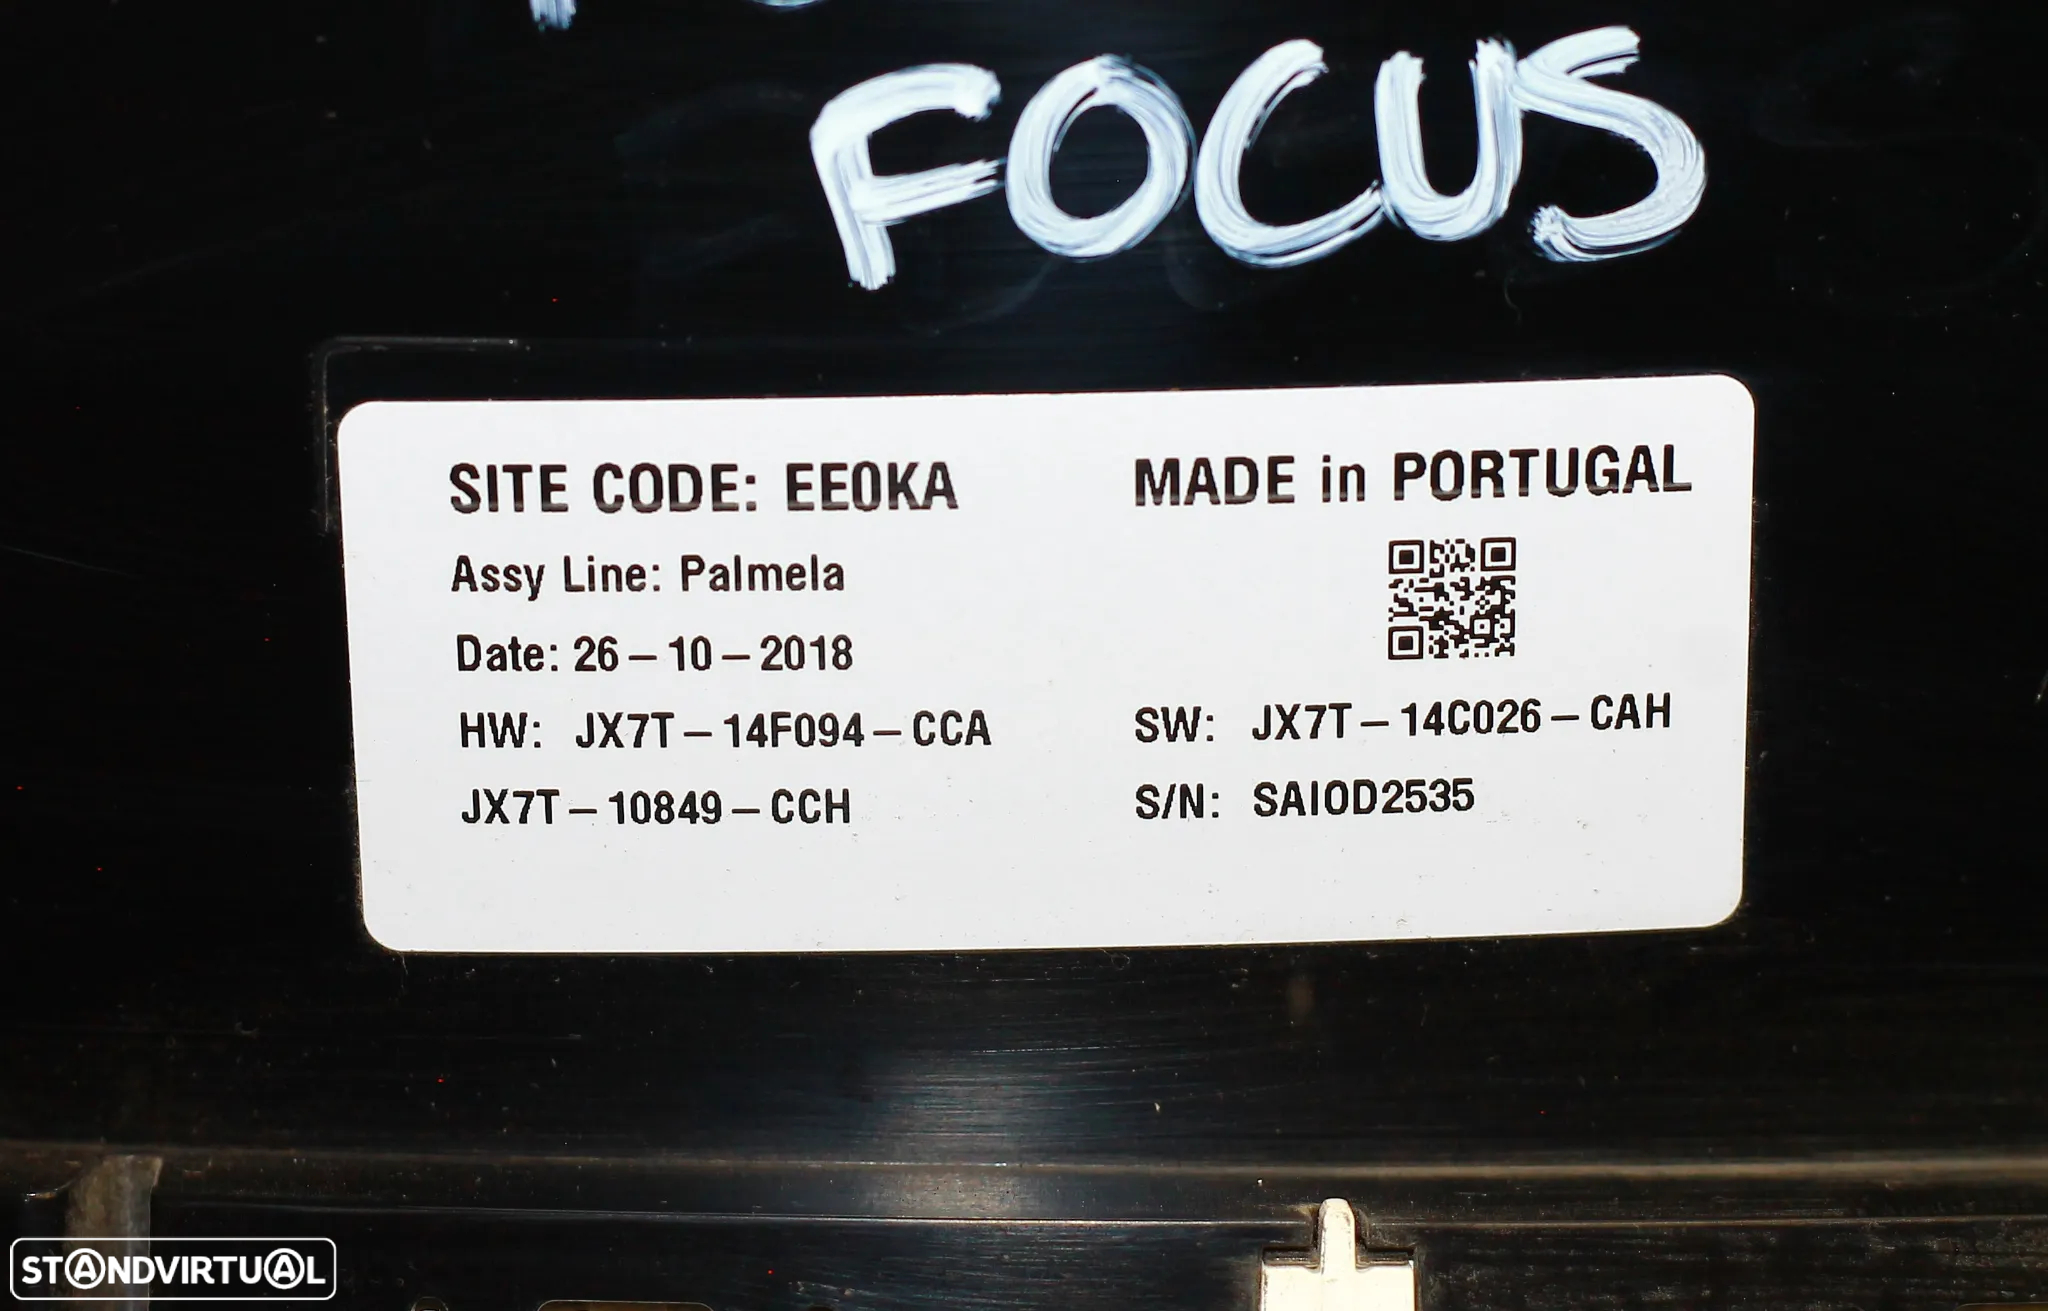 FOCUS
SITE CODE: EE0KA
MADE in PORTUGAL
Assy Line: Palmela
Date: 26-10-2018
HW: JX7T-14F094-CCA
SW: JX7T-14C026-CAH
JX7T-10849-CCH
S/N: SAIOD2535
STANDVIRTUAL